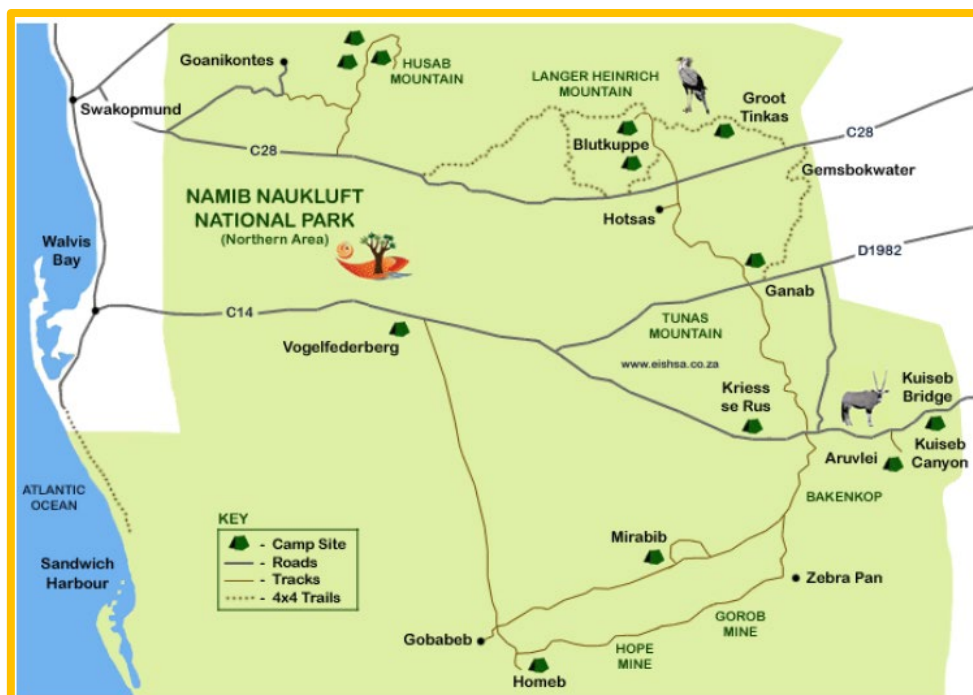 Goanikontes
HUSAB
MOUNTAIN
LANGER HEINRICH
MOUNTAIN
Groot
Tinkas
Swakopmund
C28
Blutkuppe
C28
Gemsbokwater
NAMIB NAUKLUFT
NATIONAL PARK
(Northern Area)
Hotsas
Walvis
Bay
D1982
Ganab
C14
TUNAS
MOUNTAIN
Vogelfederberg
www.eishsa.co.za
Kriess
se Rus
Kuiseb
Bridge
Aruvlei
Kuiseb
Canyon
ATLANTIC
OCEAN
BAKENKOP
KEY
- Camp Site
- Roads
- Tracks
- 4x4 Trails
Mirabib
Sandwich
Harbour
Zebra Pan
Gobabeb
GOROB
MINE
HOPE
MINE
Homeb